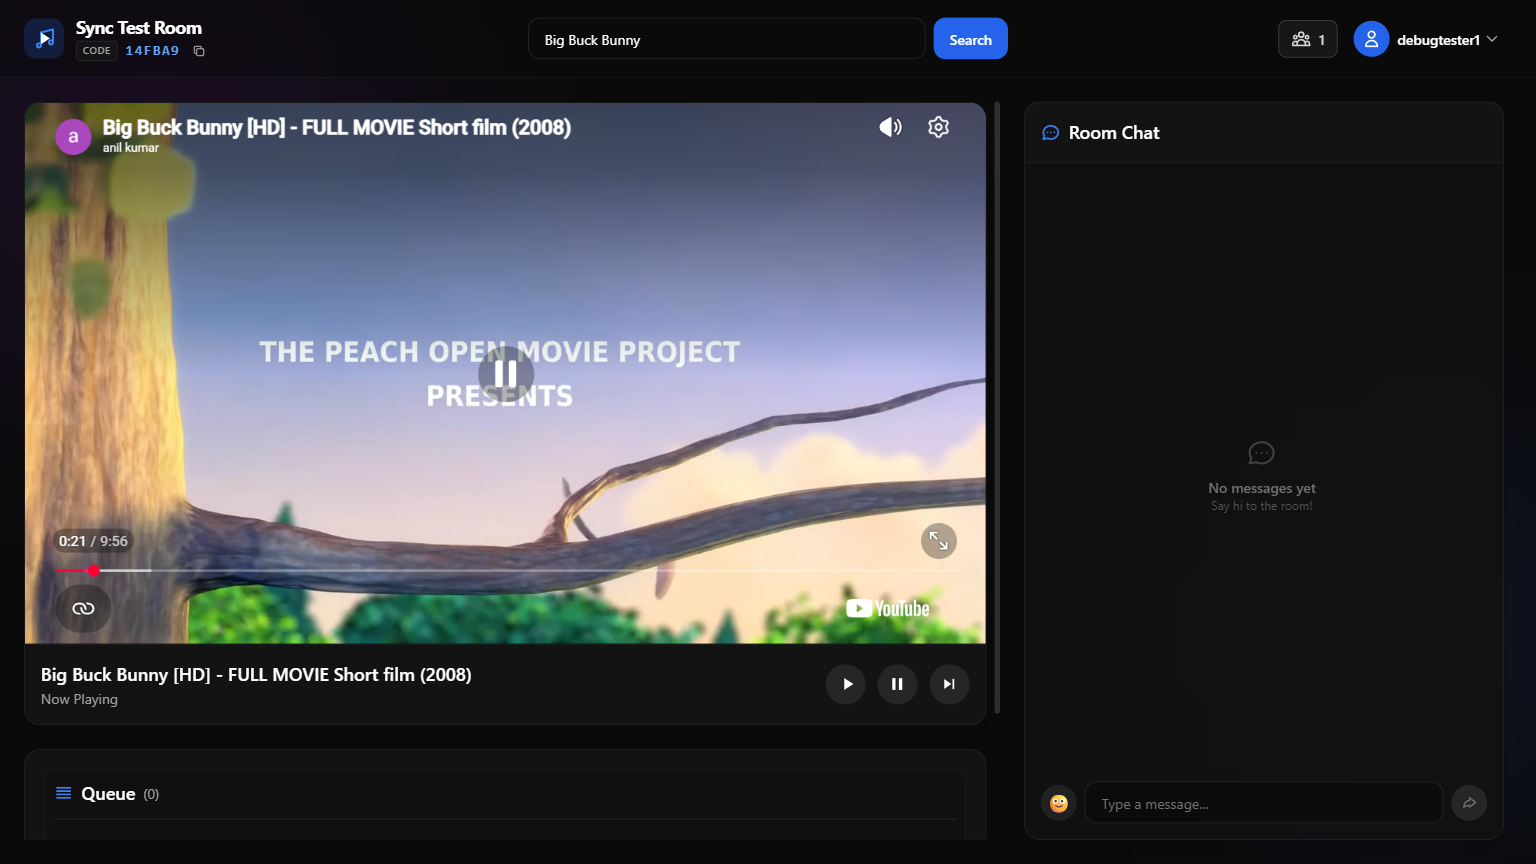 Sync Test Room
CODE 14FBA9
Big Buck Bunny
Search
1
debugtester1
a
Big Buck Bunny [HD] - FULL MOVIE Short film (2008)
anil kumar
THE PEACH OPEN MOVIE PROJECT
PRESENTS
0:21 / 9:56
YouTube
Big Buck Bunny [HD] - FULL MOVIE Short film (2008)
Now Playing
Queue (0)
Room Chat
No messages yet
Say hi to the room!
Type a message...